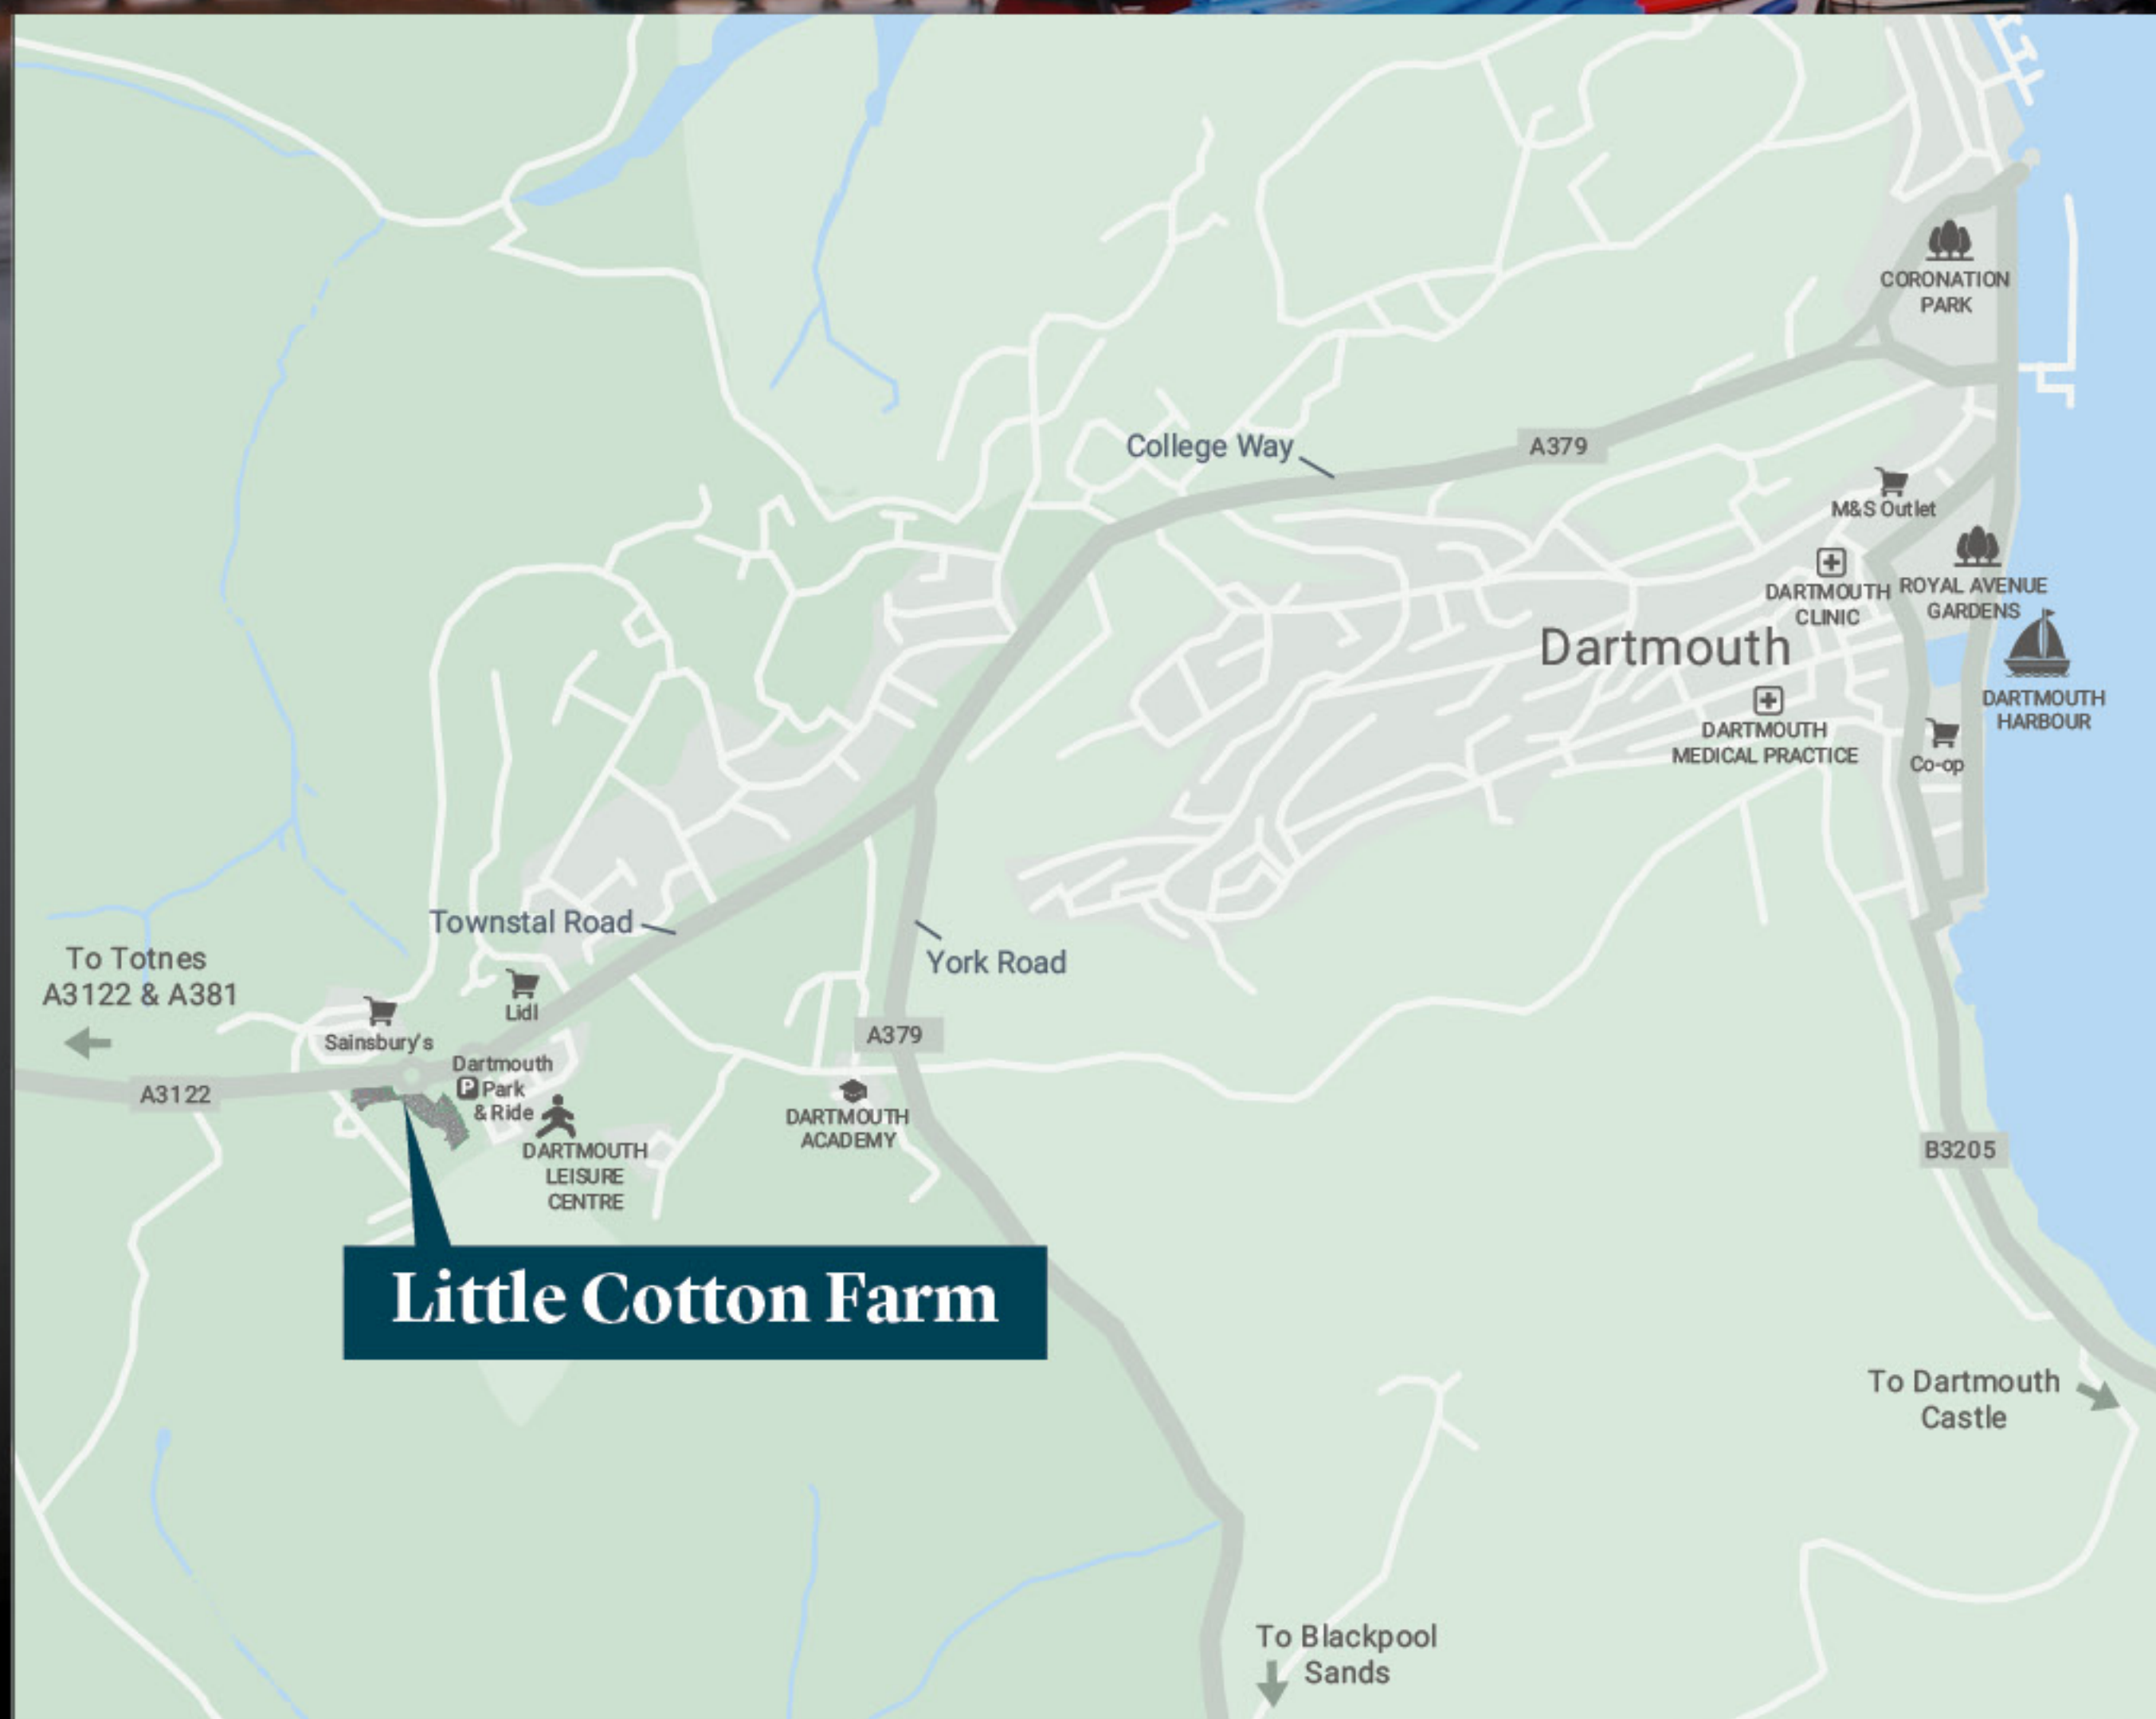 CORONATION
PARK
College Way
A379
M&S Outlet
DARTMOUTH
CLINIC
ROYAL AVENUE
GARDENS
Dartmouth
DARTMOUTH
HARBOUR
DARTMOUTH
MEDICAL PRACTICE
Co-op
Townstal Road
York Road
To Totnes
A3122 & A381
Lidl
Sainsbury's
A379
Dartmouth
P Park
& Ride
A3122
DARTMOUTH
ACADEMY
DARTMOUTH
LEISURE
CENTRE
B3205
Little Cotton Farm
To Dartmouth
Castle
To Blackpool
Sands